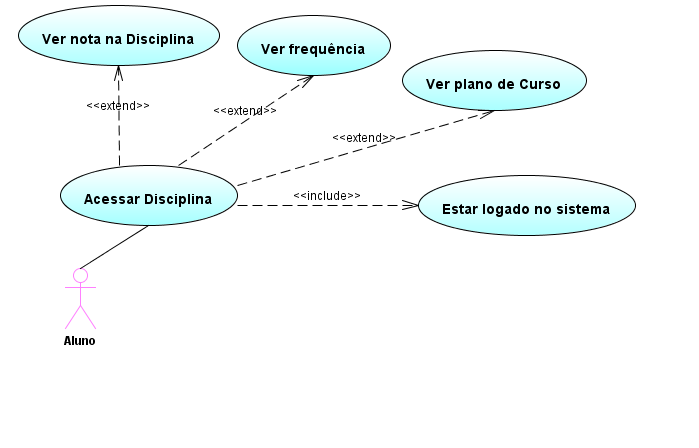 Ver nota na Disciplina
Ver frequência
Ver plano de Curso
<<extend>>
<<extend>>
<<extend>>
Acessar Disciplina
<<include>>
Estar logado no sistema
Aluno